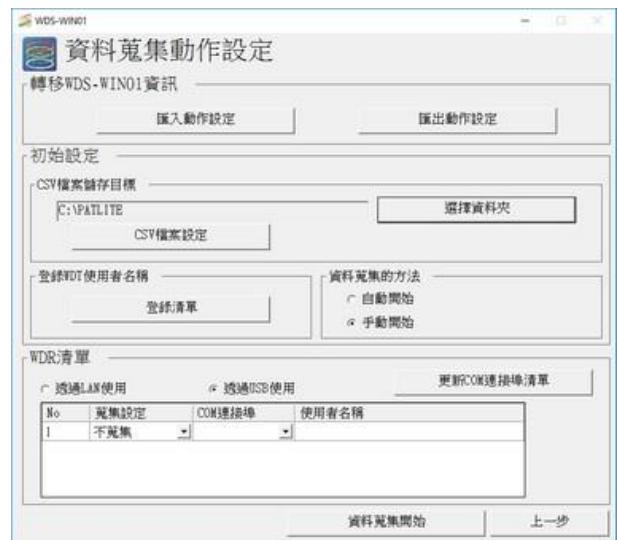 WDS-WIN01
資料蒐集動作設定
轉移WDS-WIN01資訊
匯入動作設定 匯出動作設定
初始設定
CSV檔案儲存目標
C:\PATLITE 選擇資料夾
CSV檔案設定
登錄WDT使用者名稱 資料蒐集的方法
登錄清單 自動開始
手動開始
WDR清單
透過LAN使用 透過USB使用 更新COM連接埠清單
No 蒐集設定 COM連接埠 使用者名稱
1 不蒐集
資料蒐集開始 上一步